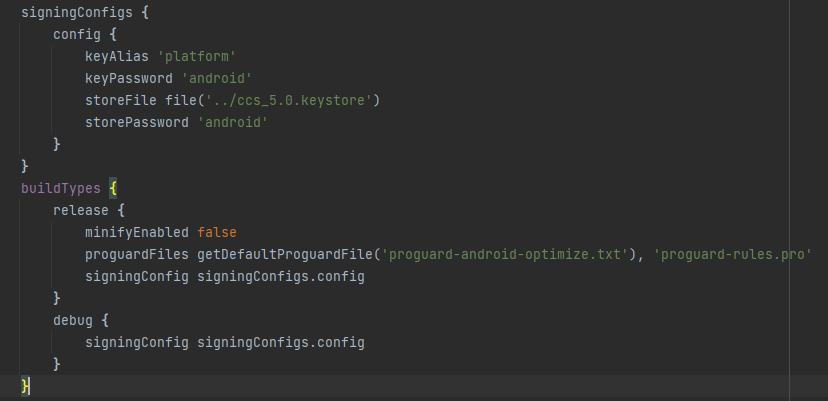 signingConfigs {
    config {
        keyAlias 'platform'
        keyPassword 'android'
        storeFile file('../ccs_5.0.keystore')
        storePassword 'android'
    }
}
buildTypes {
    release {
        minifyEnabled false
        proguardFiles getDefaultProguardFile('proguard-android-optimize.txt'), 'proguard-rules.pro'
        signingConfig signingConfigs.config
    }
    debug {
        signingConfig signingConfigs.config
    }
}